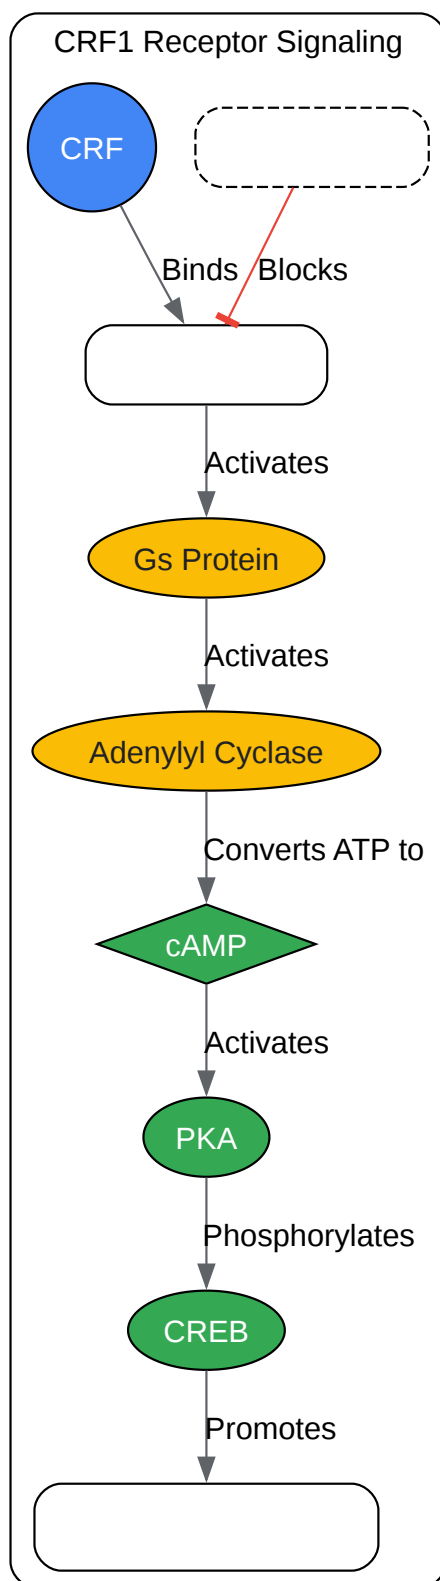 CRF1 Receptor Signaling
CRF
Binds
Blocks
Activates
Gs Protein
Activates
Adenylyl Cyclase
Converts ATP to
cAMP
Activates
PKA
Phosphorylates
CREB
Promotes